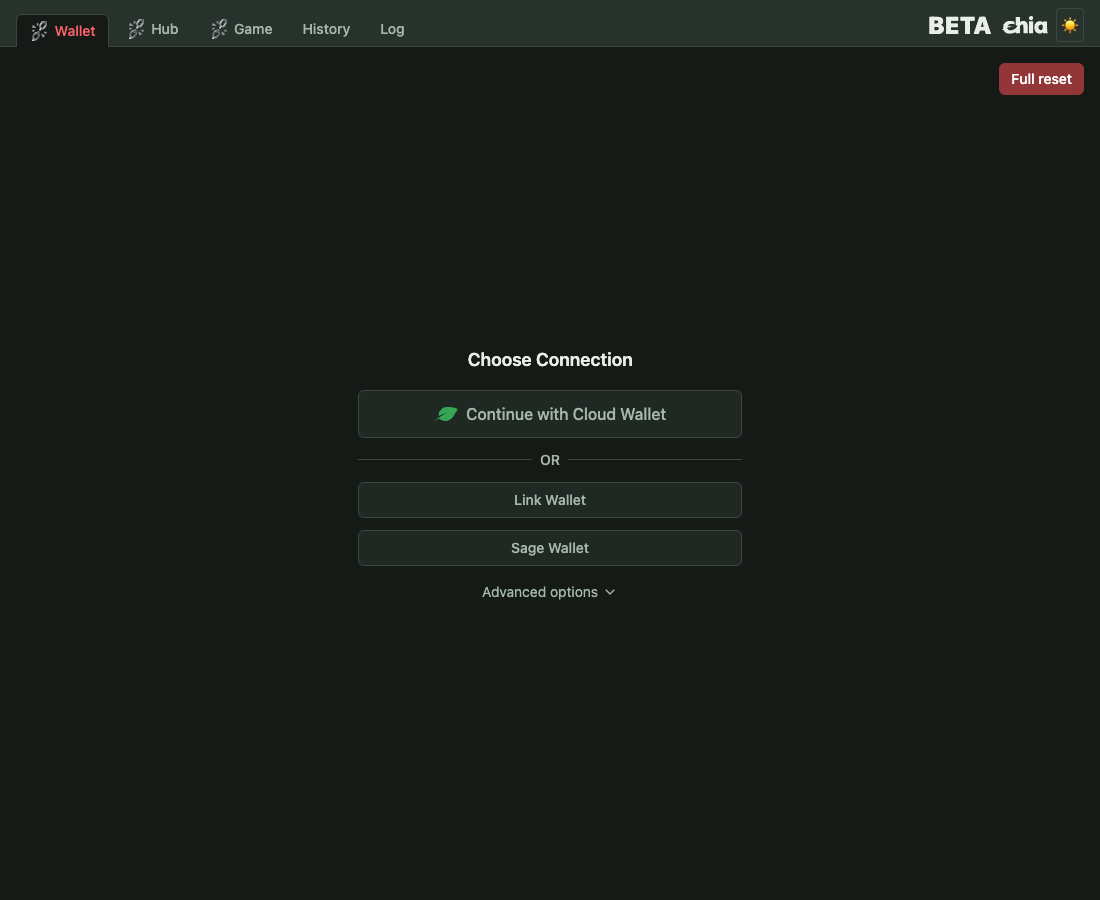 Wallet
Hub
Game
History
Log
BETA chia
Full reset
Choose Connection
Continue with Cloud Wallet
OR
Link Wallet
Sage Wallet
Advanced options